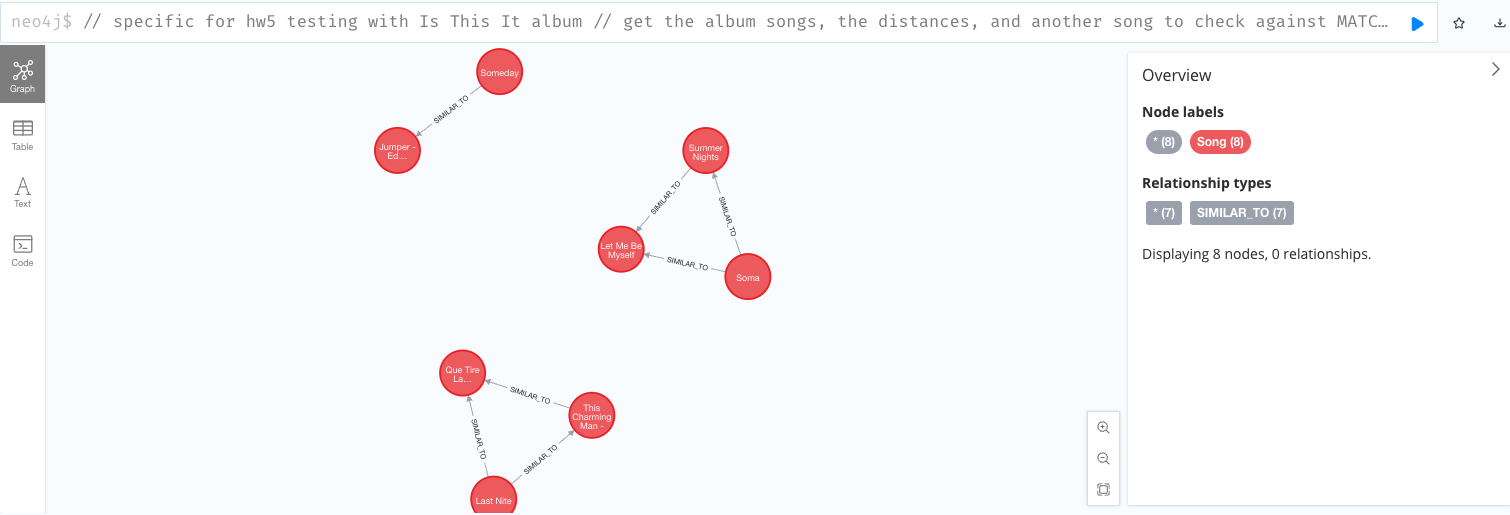 neo4j$ // specific for hw5 testing with Is This It album // get the album songs, the distances, and another song to check against MATC…
Graph
Table
Text
Code
Someday
SIMILAR_TO
Jumper -
Ed...
Summer
Nights
SIMILAR_TO
SIMILAR_TO
Let Me Be
Myself
SIMILAR_TO
Soma
Que Tire
La...
SIMILAR_TO
This
Charming
Man -
SIMILAR_TO
SIMILAR_TO
Last Nite
Overview
Node labels
* (8) Song (8)
Relationship types
* (7) SIMILAR_TO (7)
Displaying 8 nodes, 0 relationships.